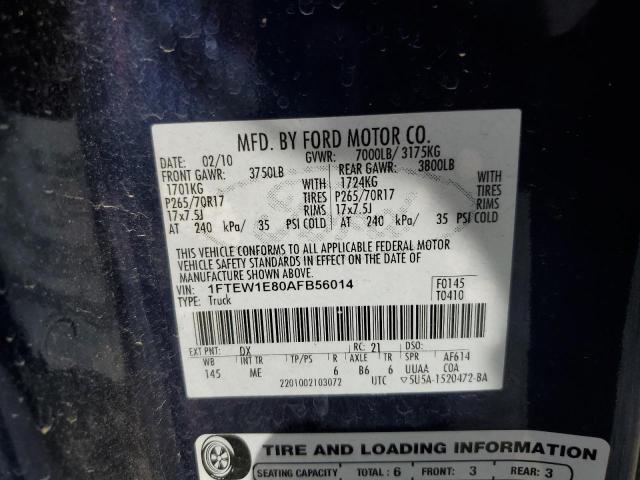 MFD. BY FORD MOTOR CO.
DATE: 02/10 GVWR: 7000LB/ 3175KG
FRONT GAWR: 3750LB REAR GAWR: 3800LB
1701KG WITH 1724KG WITH
P265/70R17 TIRES P265/70R17 TIRES
17x7.5J RIMS 17x7.5J RIMS
AT 240 kPa/ 35 PSI COLD AT 240 kPa/ 35 PSI COLD
THIS VEHICLE CONFORMS TO ALL APPLICABLE FEDERAL MOTOR
VEHICLE SAFETY STANDARDS IN EFFECT ON THE DATE OF
MANUFACTURE SHOWN ABOVE.
VIN: 1FTEW1E80AFB56014 F0145
TYPE: Truck T0410
EXT PNT: DX RC: 21 DSO:
WB INT TR TP/PS R AXLE TR SPR AF614
145 ME 6 B6 6 UUAA COA
2201002103072 UTC ▽5U5A-1520472-BA
TIRE AND LOADING INFORMATION
SEATING CAPACITY TOTAL: 6 FRONT: 3 REAR: 3